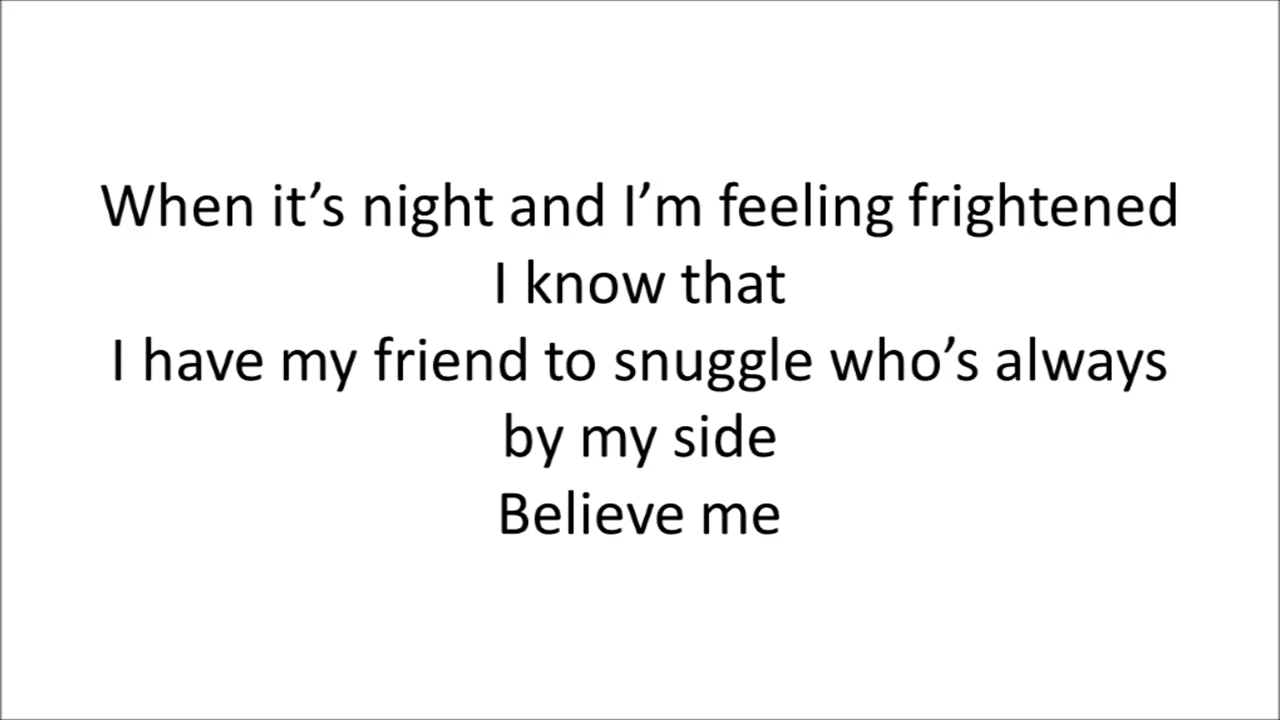 When it’s night and I’m feeling frightened
I know that
I have my friend to snuggle who’s always
by my side
Believe me